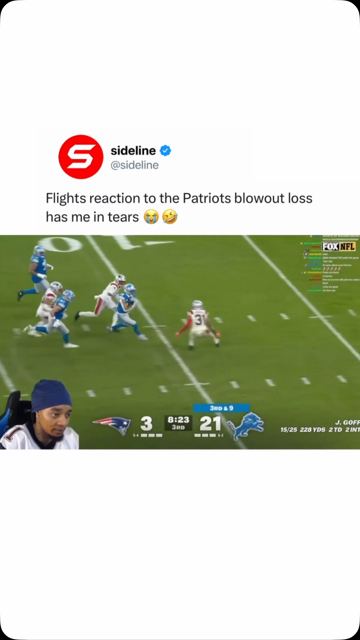 sideline
@sideline
Flights reaction to the Patriots blowout loss
has me in tears 😭🤣
FOX NFL
3RD & 9
3
8:23
3RD
21
J. GOFF
15/25 228 YDS 2 TD 2 INT